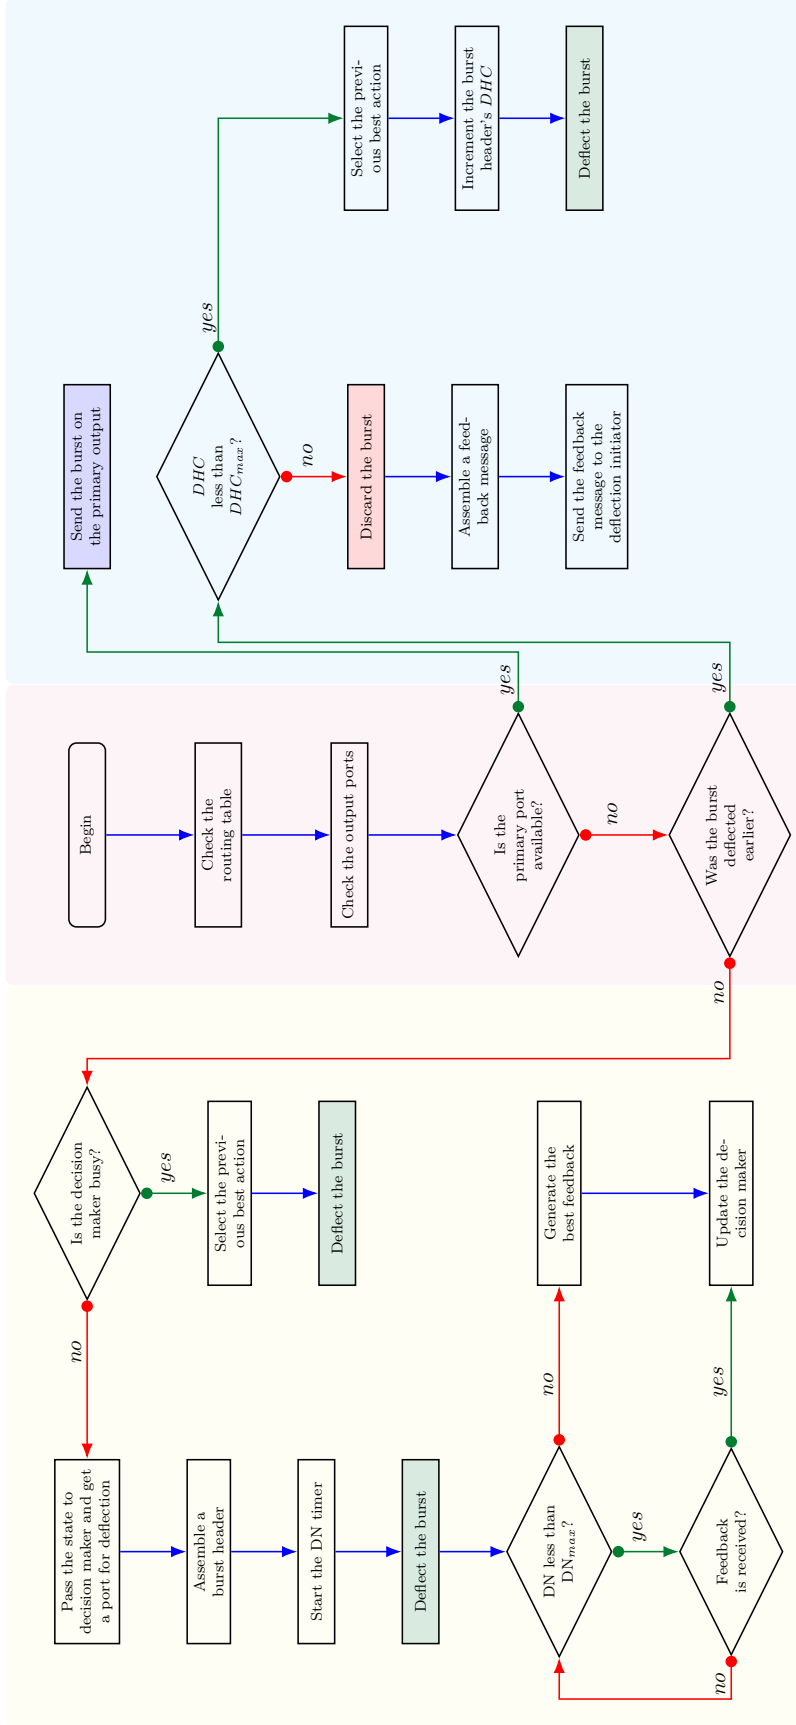 Is the decision
maker busy?
no
yes
Pass the state to
decision maker and get
a port for deflection
Select the previ-
ous best action
Assemble a
burst header
Deflect the burst
Start the DN timer
Deflect the burst
DN less than
DNmax?
no
Generate the
best feedback
yes
Feedback
is received?
no
yes
Update the de-
cision maker
Begin
Check the
routing table
Check the output ports
Is the
primary port
available?
yes
no
Was the burst
deflected
earlier?
no
yes
Send the burst on
the primary output
DHC
less than
DHCmax?
yes
no
Discard the burst
Assemble a feed-
back message
Send the feedback
message to the
deflection initiator
Select the previ-
ous best action
Increment the burst
header's DHC
Deflect the burst